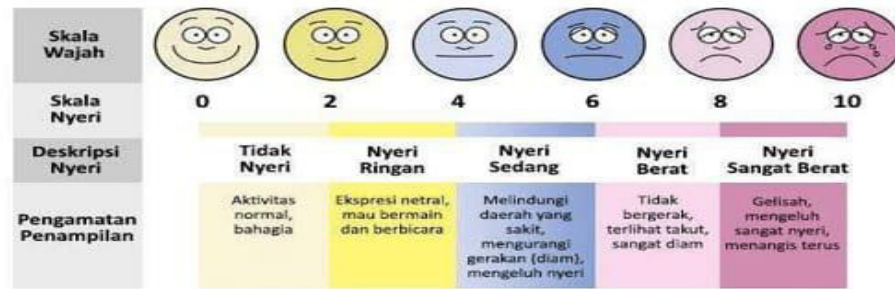 Skala
Wajah
Skala
Nyeri
0 2 4 6 8 10
Deskripsi
Nyeri
Tidak
Nyeri
Nyeri
Ringan
Nyeri
Sedang
Nyeri
Berat
Nyeri
Sangat Berat
Pengamatan
Penampilan
Aktivitas
normal,
bahagia
Ekspresi netral,
mau bermain
dan berbicara
Melindungi
daerah yang
sakit,
mengurangi
gerakan (diam),
mengeluh nyeri
Tidak
bergerak,
terlihat takut,
sangat diam
Gelisah,
mengeluh
sangat nyeri,
menangis terus